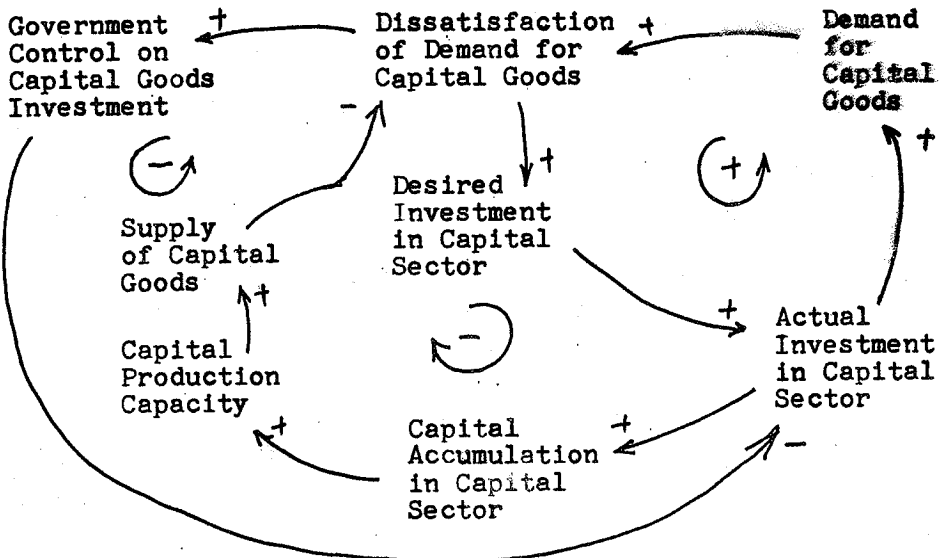 Government
Control on
Capital Goods
Investment
+
Dissatisfaction
of Demand for
Capital Goods
+
Demand
for
Capital
Goods
-
+
+
-
+
Desired
Investment
in Capital
Sector
Supply
of Capital
Goods
+
+
Actual
Investment
in Capital
Sector
-
Capital
Production
Capacity
+
+
-
Capital
Accumulation
in Capital
Sector